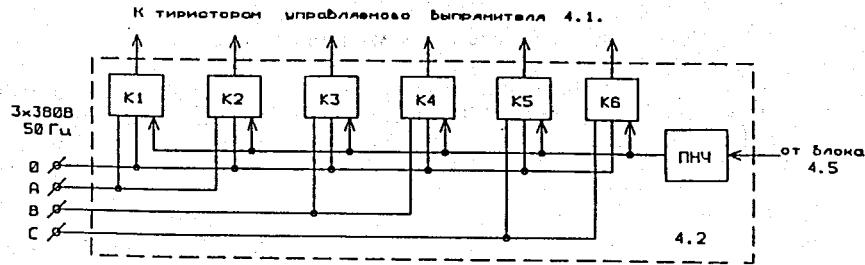 К тиристорам управляемого выпрямителя 4.1.
К1 К2 К3 К4 К5 К6
3х380В
50 Гц
ПНЧ
от блока
4.5
0
A
B
C
4.2